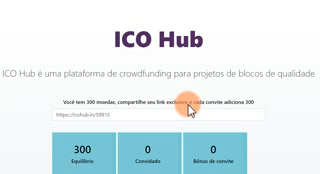 ICO Hub
ICO Hub é uma plataforma de crowdfunding para projetos de blocos de qualidade
Você tem 300 moedas, compartilhe seu link exclusivo e cada convite adiciona 300
https://icohub.in/59915
300
0
0
Equilíbrio
Convidado
Bônus de convite